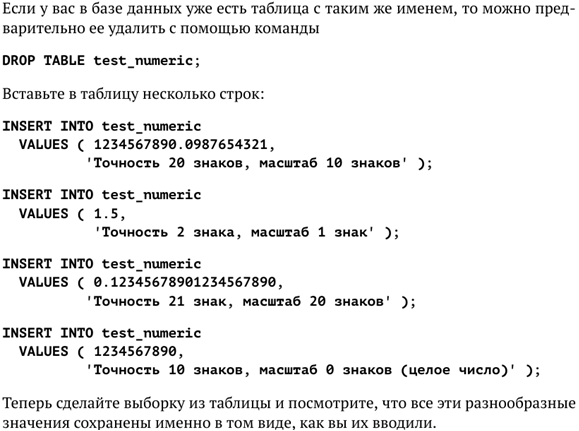 Если у вас в базе данных уже есть таблица с таким же именем, то можно пред-
варительно ее удалить с помощью команды
DROP TABLE test_numeric;
Вставьте в таблицу несколько строк:
INSERT INTO test_numeric
VALUES ( 1234567890.0987654321,
'Точность 20 знаков, масштаб 10 знаков' );
INSERT INTO test_numeric
VALUES ( 1.5,
'Точность 2 знака, масштаб 1 знак' );
INSERT INTO test_numeric
VALUES ( 0.12345678901234567890,
'Точность 21 знак, масштаб 20 знаков' );
INSERT INTO test_numeric
VALUES ( 1234567890,
'Точность 10 знаков, масштаб 0 знаков (целое число)' );
Теперь сделайте выборку из таблицы и посмотрите, что все эти разнообразные
значения сохранены именно в том виде, как вы их вводили.